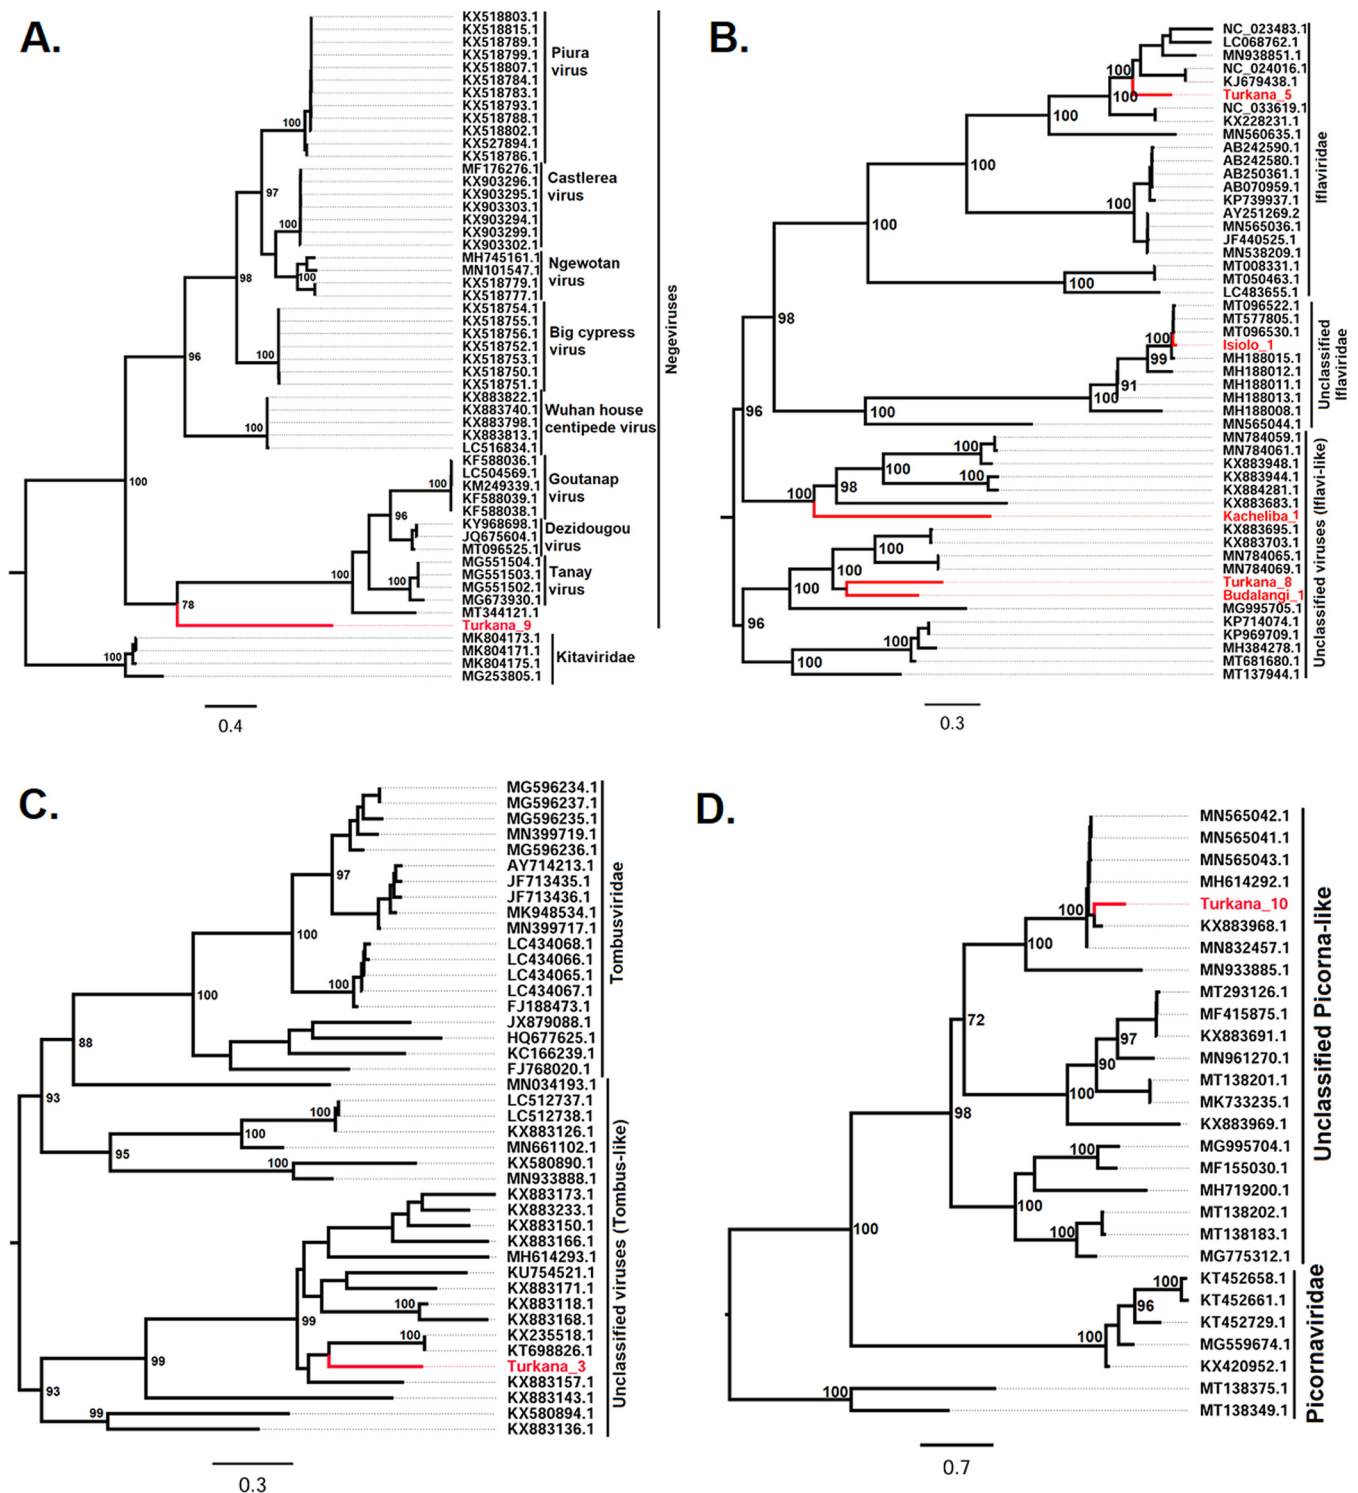 A.
KX518803.1
KX518815.1
KX518789.1
KX518799.1
KX518807.1
KX518784.1
KX518783.1
KX518793.1
KX518788.1
KX518802.1
KX527894.1
KX518786.1
MF176276.1
KX903296.1
KX903295.1
KX903303.1
KX903294.1
KX903299.1
KX903302.1
MH745161.1
MN101547.1
KX518779.1
KX518777.1
KX518754.1
KX518755.1
KX518756.1
KX518752.1
KX518753.1
KX518750.1
KX518751.1
KX883822.1
KX883740.1
KX883798.1
KX883813.1
LC516834.1
KF588036.1
LC504569.1
KM249339.1
KF588039.1
KF588038.1
KY968698.1
JQ675604.1
MT096525.1
MG551504.1
MG551503.1
MG551502.1
MG673930.1
MT344121.1
Turkana_9
MK804173.1
MK804171.1
MK804175.1
MG253805.1
Piura
virus
Castlerea
virus
Ngewotan
virus
Big cypress
virus
Wuhan house
centipede virus
Goutanap
virus
Dezidougou
virus
Tanay
virus
Kitaviridae
Negeviruses
100
97
100
100
98
100
96
100
100
100
96
100
100
78
100
0.4
B.
NC_023483.1
LC068762.1
MN938851.1
NC_024016.1
KJ679438.1
Turkana_5
NC_033619.1
KX228231.1
MN560635.1
AB242590.1
AB242580.1
AB250361.1
AB070959.1
KP739937.1
AY251269.2
MN565036.1
JF440525.1
MN538209.1
MT008331.1
MT050463.1
LC483655.1
MT096522.1
MT577805.1
MT096530.1
Isiolo_1
MH188015.1
MH188012.1
MH188011.1
MH188013.1
MH188008.1
MN565044.1
MN784059.1
MN784061.1
KX883948.1
KX883944.1
KX884281.1
KX883683.1
Kacheliba_1
KX883695.1
KX883703.1
MN784065.1
MN784069.1
Turkana_8
Budalangi_1
MG995705.1
KP714074.1
KP969709.1
MH384278.1
MT681680.1
MT137944.1
Iflaviridae
Unclassified
Iflaviridae
Unclassified viruses (Iflavi-like)
100
100
100
100
100
100
100
98
100
99
91
100
100
96
100
100
100
98
100
100
100
96
100
100
0.3
C.
MG596234.1
MG596237.1
MG596235.1
MN399719.1
MG596236.1
AY714213.1
JF713435.1
JF713436.1
MK948534.1
MN399717.1
LC434068.1
LC434066.1
LC434065.1
LC434067.1
FJ188473.1
JX879088.1
HQ677625.1
KC166239.1
FJ768020.1
MN034193.1
LC512737.1
LC512738.1
KX883126.1
MN661102.1
KX580890.1
MN933888.1
KX883173.1
KX883233.1
KX883150.1
KX883166.1
MH614293.1
KU754521.1
KX883171.1
KX883118.1
KX883168.1
KX235518.1
KT698826.1
Turkana_3
KX883157.1
KX883143.1
KX580894.1
KX883136.1
Tombusviridae
Unclassified viruses (Tombus-like)
97
100
100
100
88
93
100
100
95
100
100
99
100
99
93
99
0.3
D.
MN565042.1
MN565041.1
MN565043.1
MH614292.1
Turkana_10
KX883968.1
MN832457.1
MN933885.1
MT293126.1
MF415875.1
KX883691.1
MN961270.1
MT138201.1
MK733235.1
KX883969.1
MG995704.1
MF155030.1
MH719200.1
MT138202.1
MT138183.1
MG775312.1
KT452658.1
KT452661.1
KT452729.1
MG559674.1
KX420952.1
MT138375.1
MT138349.1
Unclassified Picorna-like
Picornaviridae
100
100
72
97
90
100
98
100
100
100
100
100
96
100
100
0.7